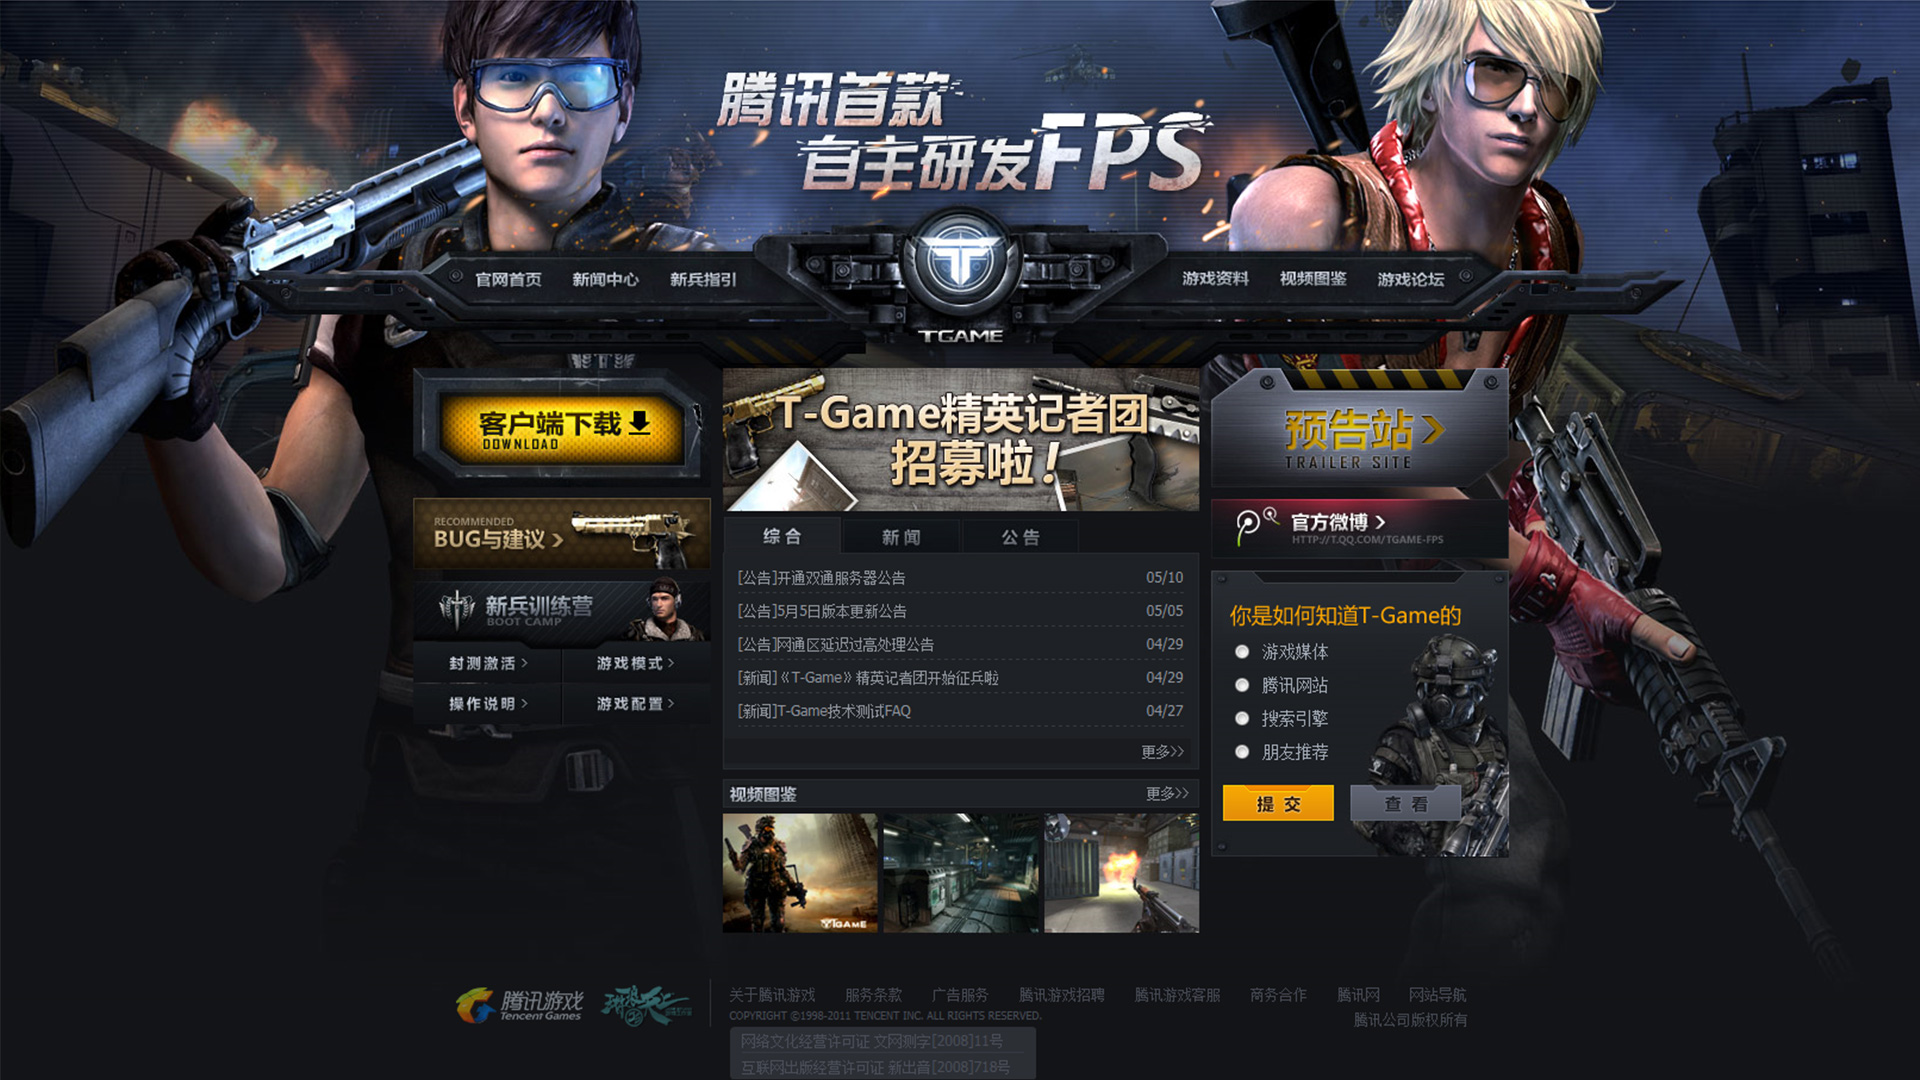 腾讯首款
自主研发FPS
官网首页 新闻中心 新兵指引
游戏资料 视频图鉴 游戏论坛
TGAME
客户端下载
DOWNLOAD
RECOMMENDED
BUG与建议
新兵训练营
BOOT CAMP
封测激活
游戏模式
操作说明
游戏配置
T-Game精英记者团
招募啦!
综合 新闻 公告
[公告]开通双通服务器公告 05/10
[公告]5月5日版本更新公告 05/05
[公告]网通区延迟过高处理公告 04/29
[新闻]《T-Game》精英记者团开始征兵啦 04/29
[新闻]T-Game技术测试FAQ 04/27
更多>>
视频图鉴 更多>>
TGAME
预告站
TRAILER SITE
官方微博
HTTP://T.QQ.COM/TGAME-FPS
你是如何知道T-Game的
游戏媒体
腾讯网站
搜索引擎
朋友推荐
提交 查看
腾讯游戏
Tencent Games
关于腾讯游戏 服务条款 广告服务 腾讯游戏招聘 腾讯游戏客服 商务合作 腾讯网 网站导航
COPYRIGHT ©1998-2011 TENCENT INC. ALL RIGHTS RESERVED.
腾讯公司版权所有
网络文化经营许可证 文网测字[2008]11号
互联网出版经营许可证 新出音[2008]718号